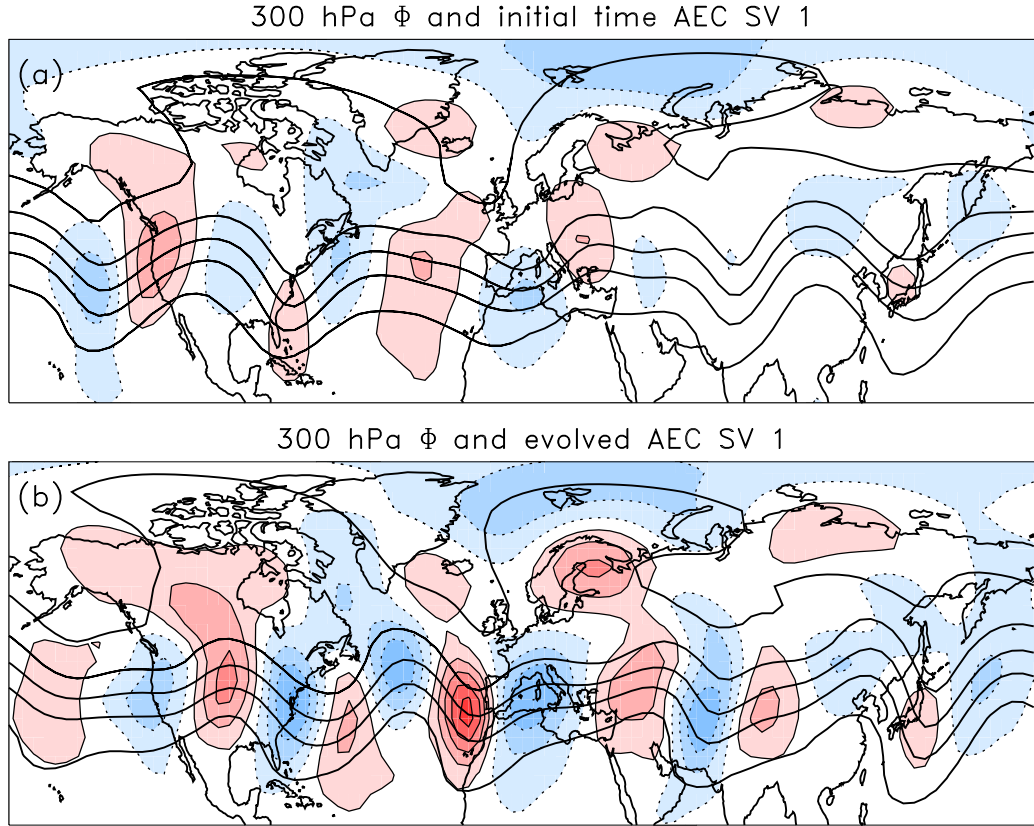 300 hPa Φ and initial time AEC SV 1
(a)
300 hPa Φ and evolved AEC SV 1
(b)